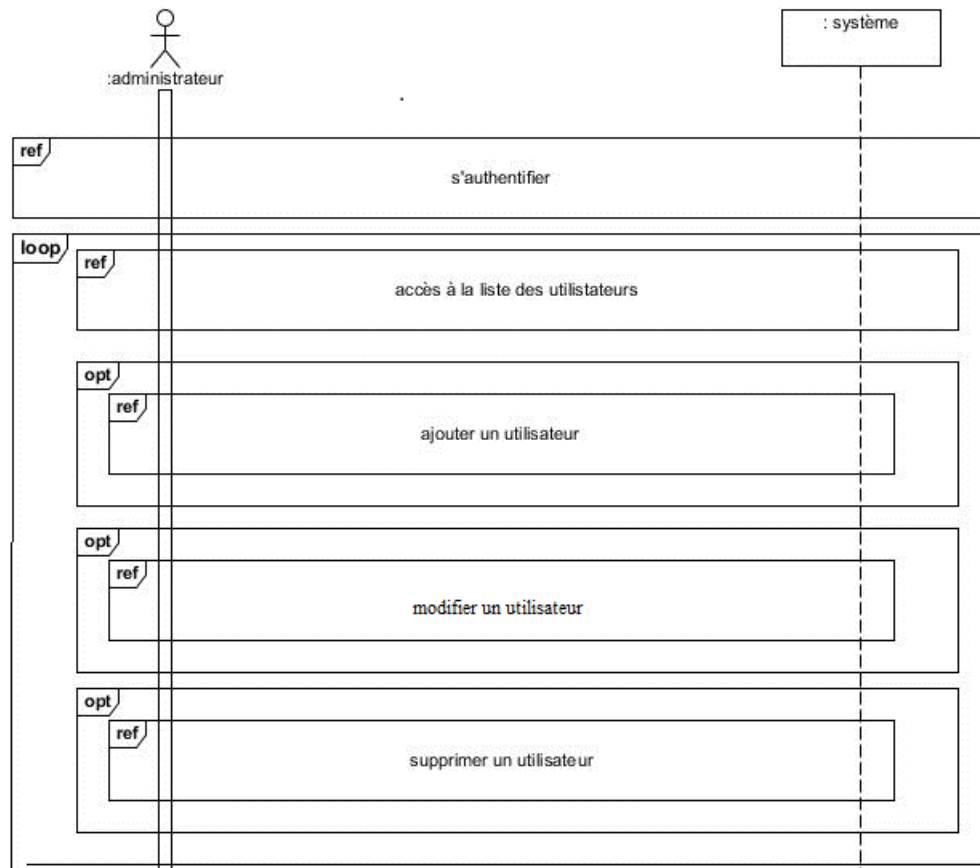 :administrateur
: système
ref
s'authentifier
loop
ref
accès à la liste des utilistateurs
opt
ref
ajouter un utilisateur
opt
ref
modifier un utilisateur
opt
ref
supprimer un utilisateur